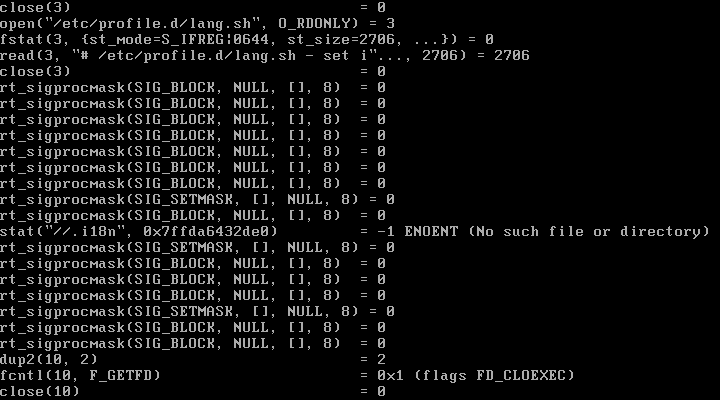 close(3)                                = 0
open("/etc/profile.d/lang.sh", O_RDONLY) = 3
fstat(3, {st_mode=S_IFREG|0644, st_size=2706, ...}) = 0
read(3, "# /etc/profile.d/lang.sh - set i"..., 2706) = 2706
close(3)                                = 0
rt_sigprocmask(SIG_BLOCK, NULL, [], 8)  = 0
rt_sigprocmask(SIG_BLOCK, NULL, [], 8)  = 0
rt_sigprocmask(SIG_BLOCK, NULL, [], 8)  = 0
rt_sigprocmask(SIG_BLOCK, NULL, [], 8)  = 0
rt_sigprocmask(SIG_BLOCK, NULL, [], 8)  = 0
rt_sigprocmask(SIG_BLOCK, NULL, [], 8)  = 0
rt_sigprocmask(SIG_BLOCK, NULL, [], 8)  = 0
rt_sigprocmask(SIG_SETMASK, [], NULL, 8) = 0
rt_sigprocmask(SIG_BLOCK, NULL, [], 8)  = 0
stat("//.i18n", 0x7ffda6432de0)         = -1 ENOENT (No such file or directory)
rt_sigprocmask(SIG_SETMASK, [], NULL, 8) = 0
rt_sigprocmask(SIG_BLOCK, NULL, [], 8)  = 0
rt_sigprocmask(SIG_BLOCK, NULL, [], 8)  = 0
rt_sigprocmask(SIG_BLOCK, NULL, [], 8)  = 0
rt_sigprocmask(SIG_SETMASK, [], NULL, 8) = 0
rt_sigprocmask(SIG_BLOCK, NULL, [], 8)  = 0
rt_sigprocmask(SIG_BLOCK, NULL, [], 8)  = 0
dup2(10, 2)                             = 2
fcntl(10, F_GETFD)                      = 0x1 (flags FD_CLOEXEC)
close(10)                               = 0